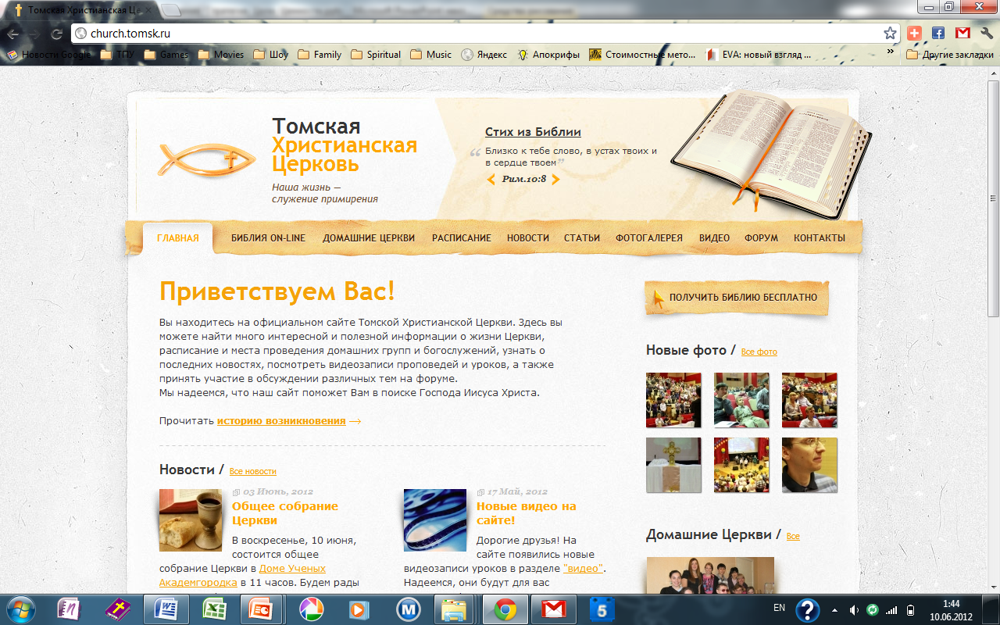 Томская Христианская Це
church.tomsk.ru
Новости Google
ТПУ
Games
Movies
Шоу
Family
Spiritual
Music
Яндекс
Апокрифы
Стоимостные мето...
EVA: новый взгляд ...
»
Другие закладки
Томская
Христианская
Церковь
Наша жизнь —
служение примирения
Стих из Библии
“ Близко к тебе слово, в устах твоих и
в сердце твоем ”
Рим.10:8
ГЛАВНАЯ
БИБЛИЯ ON-LINE
ДОМАШНИЕ ЦЕРКВИ
РАСПИСАНИЕ
НОВОСТИ
СТАТЬИ
ФОТОГАЛЕРЕЯ
ВИДЕО
ФОРУМ
КОНТАКТЫ
Приветствуем Вас!
Вы находитесь на официальном сайте Томской Христианской Церкви. Здесь вы
можете найти много интересной и полезной информации о жизни Церкви,
расписание и места проведения домашних групп и богослужений, узнать о
последних новостях, посмотреть видеозаписи проповедей и уроков, а также
принять участие в обсуждении различных тем на форуме.
Мы надеемся, что наш сайт поможет Вам в поиске Господа Иисуса Христа.
Прочитать историю возникновения →
Новости / Все новости
03 Июнь, 2012
Общее собрание
Церкви
В воскресенье, 10 июня,
состоится общее
собрание Церкви в Доме Ученых
Академгородка в 11 часов. Будем рады
17 Май, 2012
Новые видео на
сайте!
Дорогие друзья! На
сайте появились новые
видеозаписи уроков в разделе "видео".
Надеемся, они будут для вас
ПОЛУЧИТЬ БИБЛИЮ БЕСПЛАТНО
Новые фото / Все фото
Домашние Церкви / Все
EN
1:44
10.06.2012
5